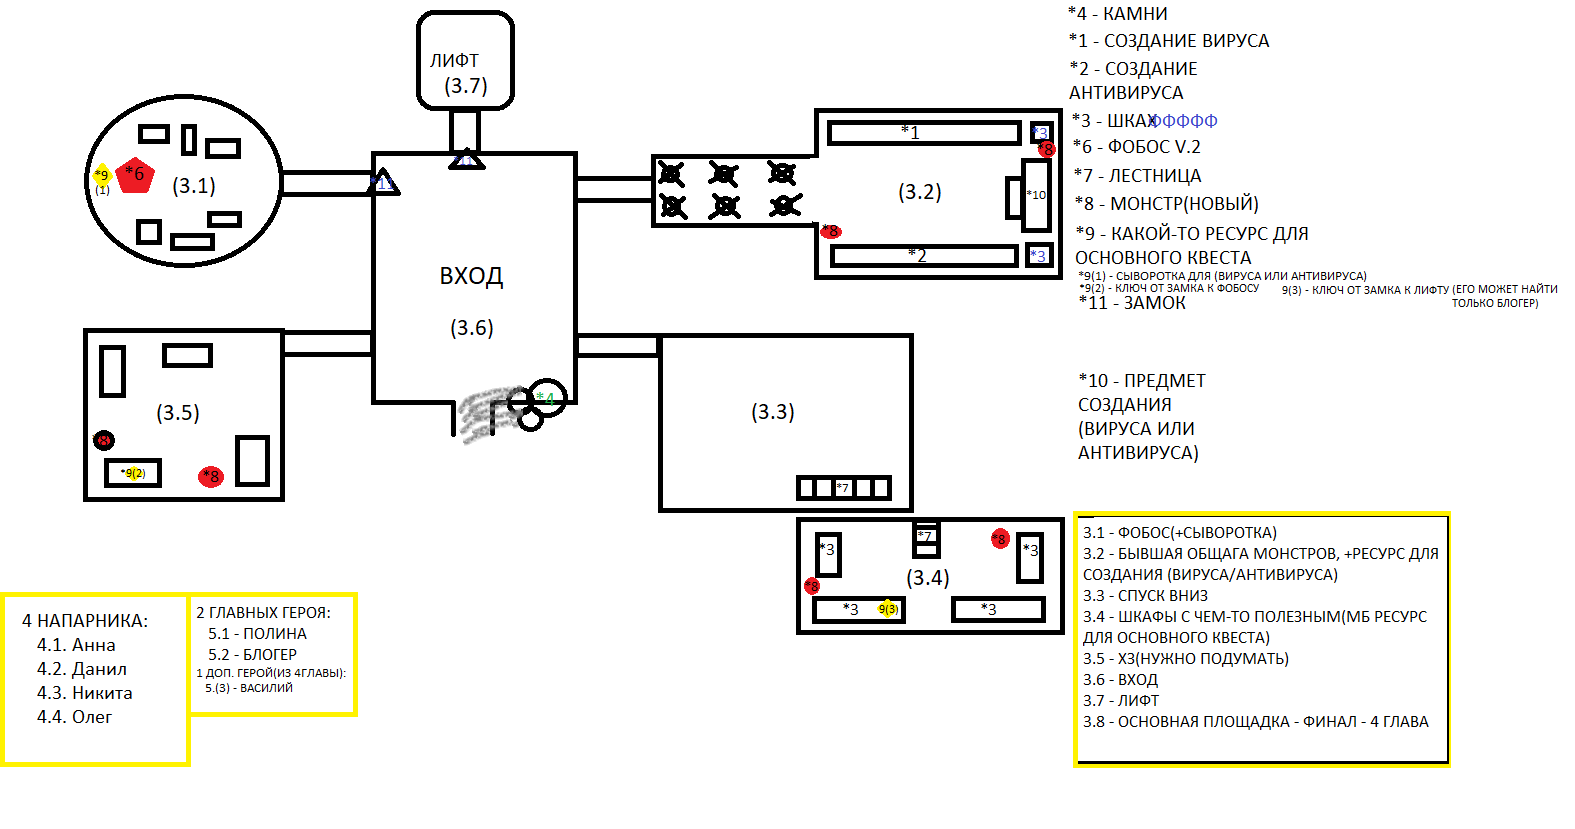 ЛИФТ
(3.7)
*11
*9
(1)
*6
(3.1)
*11
ВХОД
(3.6)
*4
*1
*3
*8
(3.2)
*10
*8
*2
*3
(3.5)
*9(2)
*8
(3.3)
*7
*3
*7
*8
*3
(3.4)
*8
*3
9(3)
*3
*4 - КАМНИ
*1 - СОЗДАНИЕ ВИРУСА
*2 - СОЗДАНИЕ
АНТИВИРУСА
*3 - ШКАХФФФФФ
*6 - ФОБОС V.2
*7 - ЛЕСТНИЦА
*8 - МОНСТР(НОВЫЙ)
*9 - КАКОЙ-ТО РЕСУРС ДЛЯ
ОСНОВНОГО КВЕСТА
*9(1) - СЫВОРОТКА ДЛЯ (ВИРУСА ИЛИ АНТИВИРУСА)
*9(2) - КЛЮЧ ОТ ЗАМКА К ФОБОСУ
9(3) - КЛЮЧ ОТ ЗАМКА К ЛИФТУ (ЕГО МОЖЕТ НАЙТИ
ТОЛЬКО БЛОГЕР)
*11 - ЗАМОК
*10 - ПРЕДМЕТ
СОЗДАНИЯ
(ВИРУСА ИЛИ
АНТИВИРУСА)
3.1 - ФОБОС(+СЫВОРОТКА)
3.2 - БЫВШАЯ ОБЩАГА МОНСТРОВ, +РЕСУРС ДЛЯ
СОЗДАНИЯ (ВИРУСА/АНТИВИРУСА)
3.3 - СПУСК ВНИЗ
3.4 - ШКАФЫ С ЧЕМ-ТО ПОЛЕЗНЫМ(МБ РЕСУРС
ДЛЯ ОСНОВНОГО КВЕСТА)
3.5 - ХЗ(НУЖНО ПОДУМАТЬ)
3.6 - ВХОД
3.7 - ЛИФТ
3.8 - ОСНОВНАЯ ПЛОЩАДКА - ФИНАЛ - 4 ГЛАВА
4 НАПАРНИКА:
4.1. Анна
4.2. Данил
4.3. Никита
4.4. Олег
2 ГЛАВНЫХ ГЕРОЯ:
5.1 - ПОЛИНА
5.2 - БЛОГЕР
1 ДОП. ГЕРОЙ(ИЗ 4ГЛАВЫ):
5.(3) - ВАСИЛИЙ